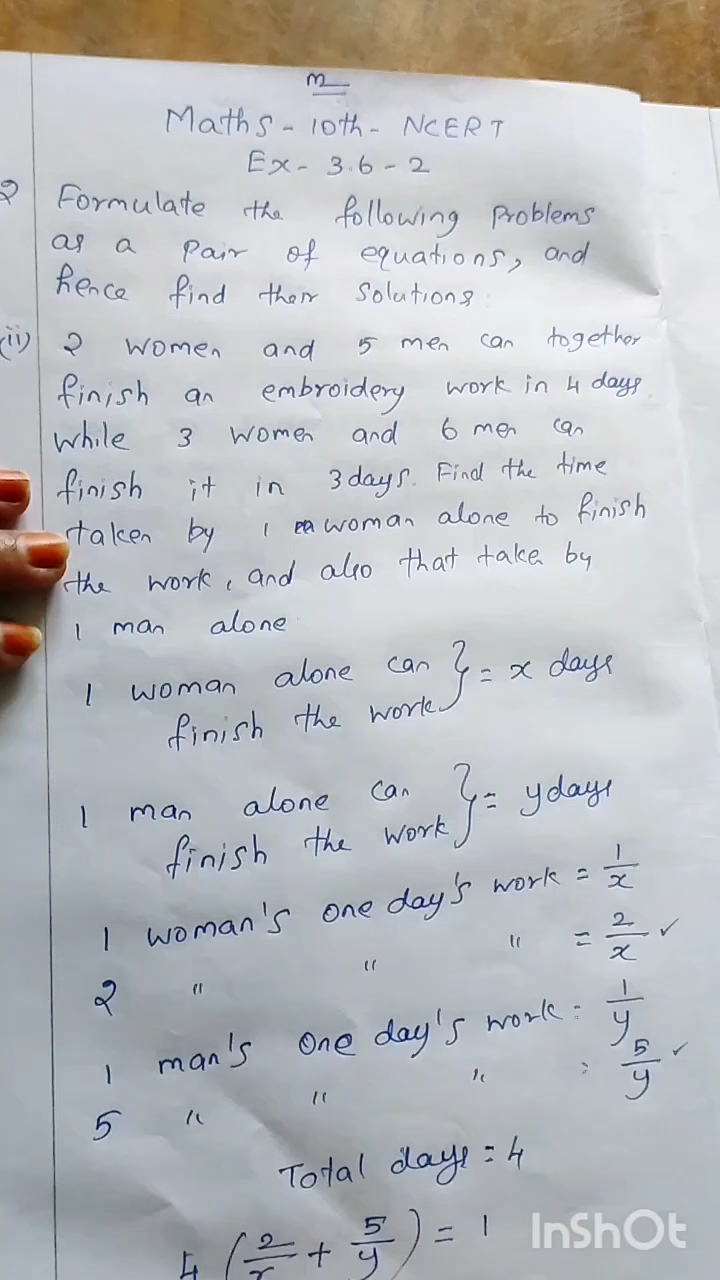 m
Maths - 10th - NCERT
Ex - 3.6 - 2
2 Formulate the following Problems
as a pair of equations, and
hence find their solutions.
(ii) 2 women and 5 men can together
finish an embroidery work in 4 days
while 3 women and 6 men can
finish it in 3 days. Find the time
taken by 1 woman alone to finish
the work, and also that take by
1 man alone
1 woman alone can } = x days
finish the work
1 man alone can } = y days
finish the work
1 woman's one day's work = 1/x
2 " " " = 2/x ✓
1 man's one day's work : 1/y
5 " " " : 5/y ✓
Total days = 4
4 (2/x + 5/y) = 1
InShOt